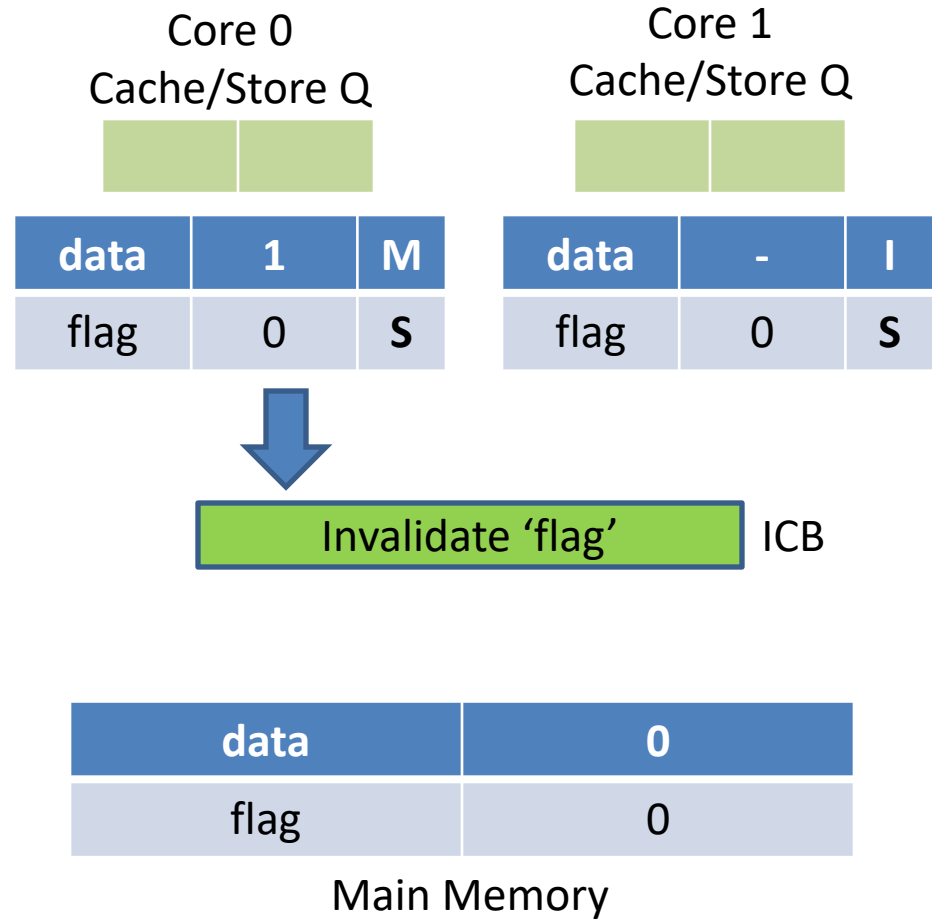 Core 0
Cache/Store Q
Core 1
Cache/Store Q
data 1 M
flag 0 S
data - I
flag 0 S
Invalidate ‘flag’
ICB
data 0
flag 0
Main Memory